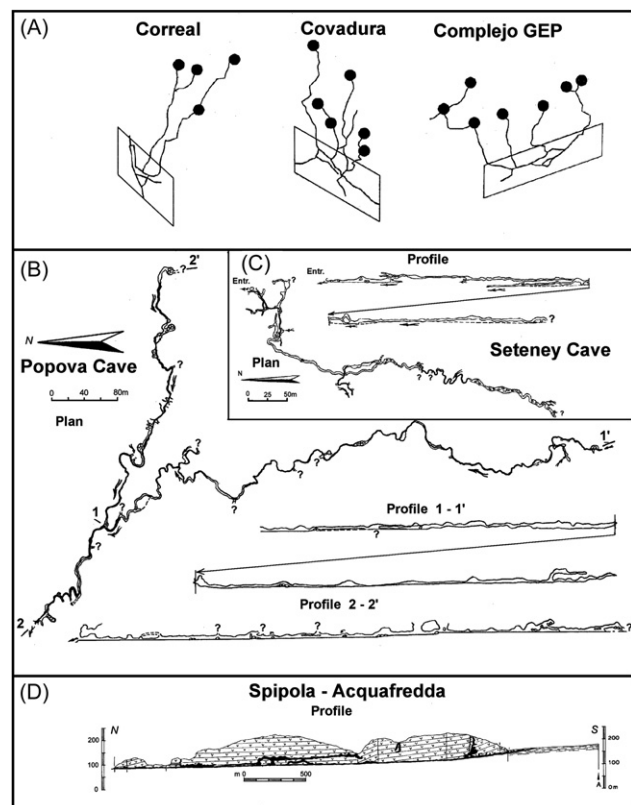 (A)
Correal
Covadura
Complejo GEP
(B)
2'
?
N
Popova Cave
0 40 80m
Plan
?
?
1
?
?
?
?
?
1'
2
(C)
Profile
Entr.
?
Entr.
?
Plan
N
0 25 50m
Seteney Cave
?
? ?
?
?
Profile 1 - 1'
?
Profile 2 - 2'
? ? ? ? ?
(D)
Spipola - Acquafredda
Profile
N
S
200
100
0
m 0 500
200
100
0m
A